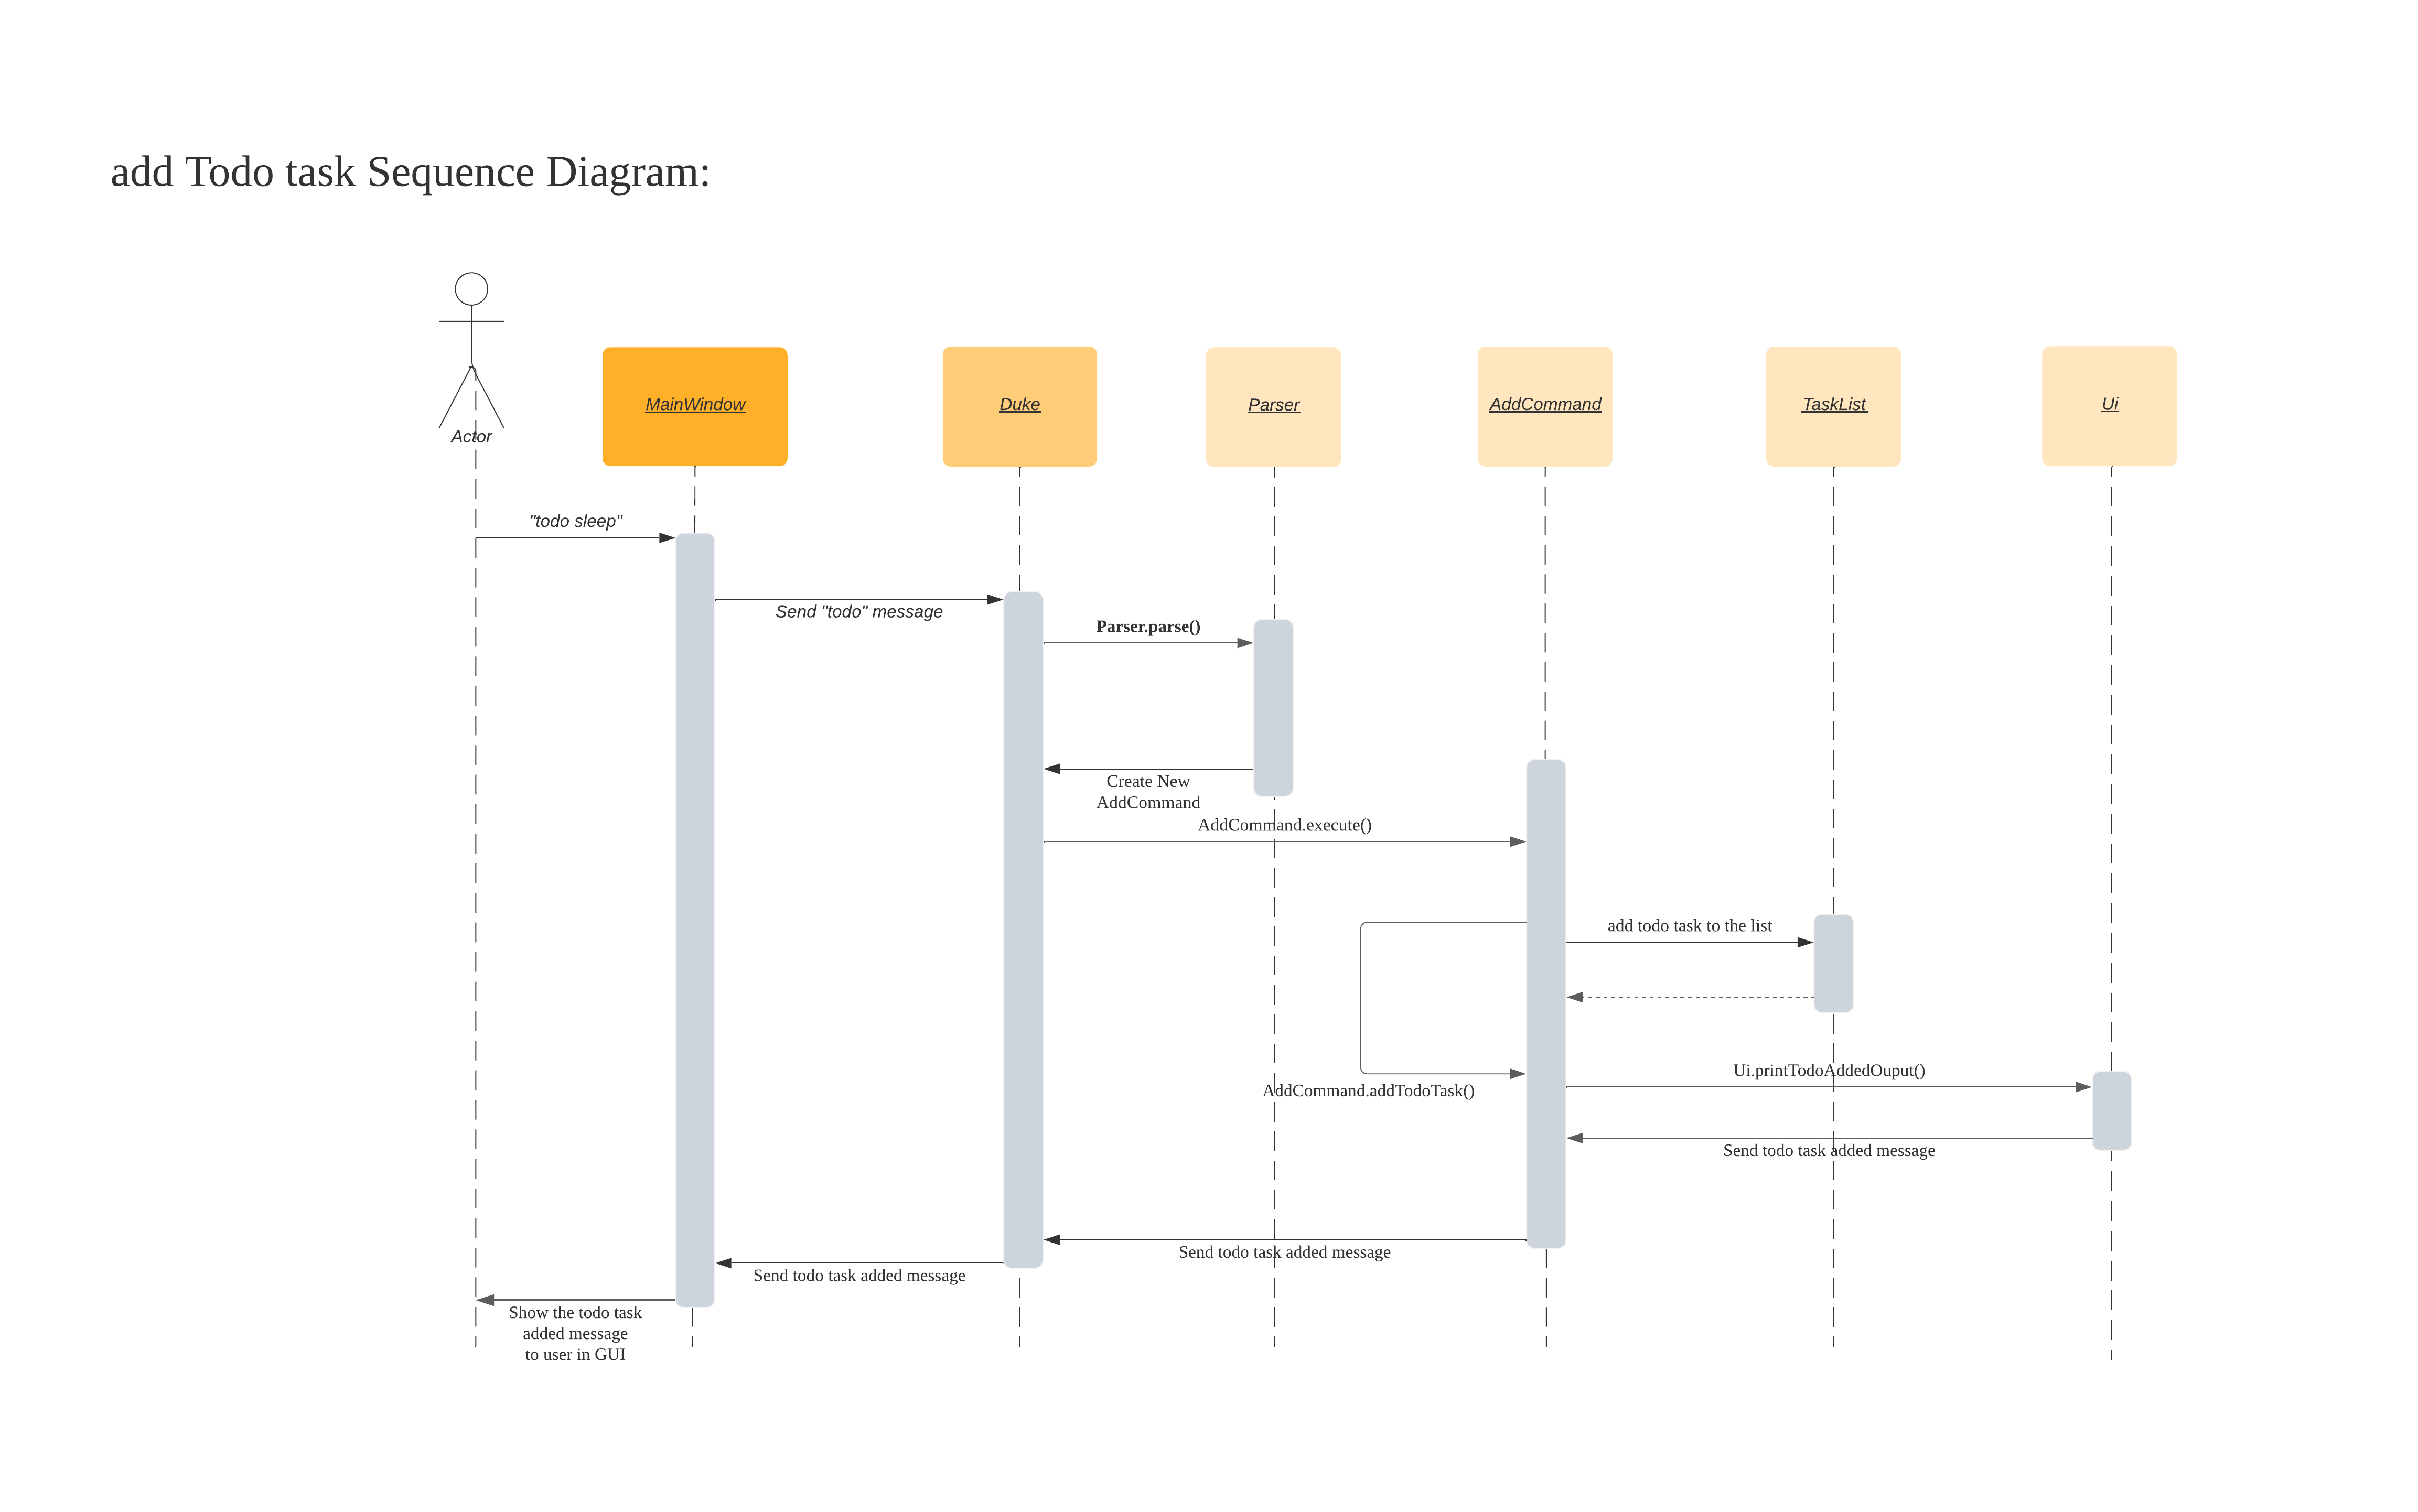 add Todo task Sequence Diagram:
Actor
MainWindow
Duke
Parser
AddCommand
TaskList
Ui
"todo sleep"
Send "todo" message
Parser.parse()
Create New
AddCommand
AddCommand.execute()
add todo task to the list
Ui.printTodoAddedOuput()
AddCommand.addTodoTask()
Send todo task added message
Send todo task added message
Send todo task added message
Show the todo task
added message
to user in GUI